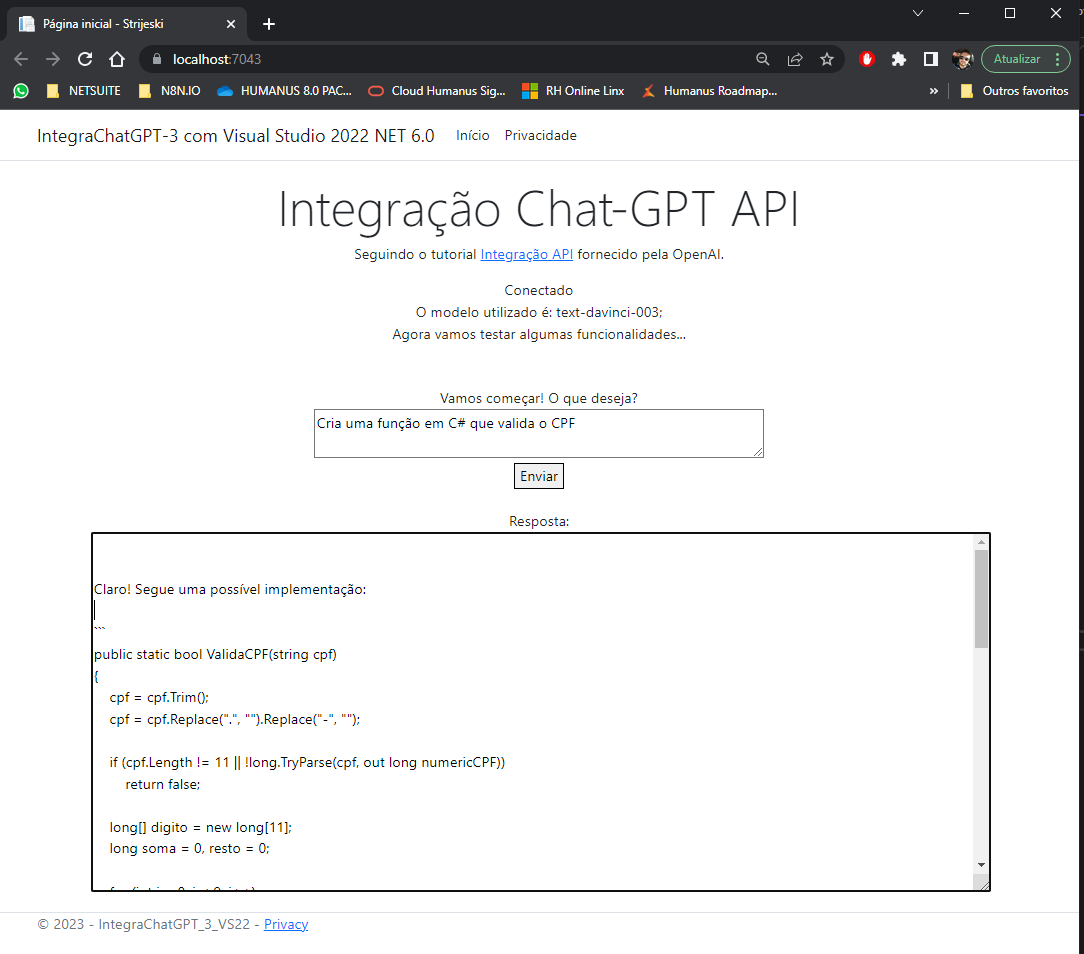 Página inicial - Strijeski
localhost:7043
Atualizar
NETSUITE
N8N.IO
HUMANUS 8.0 PAC...
Cloud Humanus Sig...
RH Online Linx
Humanus Roadmap...
»
Outros favoritos
IntegraChatGPT-3 com Visual Studio 2022 NET 6.0
Início
Privacidade
Integração Chat-GPT API
Seguindo o tutorial Integração API fornecido pela OpenAI.
Conectado
O modelo utilizado é: text-davinci-003;
Agora vamos testar algumas funcionalidades...
Vamos começar! O que deseja?
Cria uma função em C# que valida o CPF
Enviar
Resposta:
Claro! Segue uma possível implementação:
```
public static bool ValidaCPF(string cpf)
{
    cpf = cpf.Trim();
    cpf = cpf.Replace(".", "").Replace("-", "");
    if (cpf.Length != 11 || !long.TryParse(cpf, out long numericCPF))
        return false;
    long[] digito = new long[11];
    long soma = 0, resto = 0;
© 2023 - IntegraChatGPT_3_VS22 - Privacy